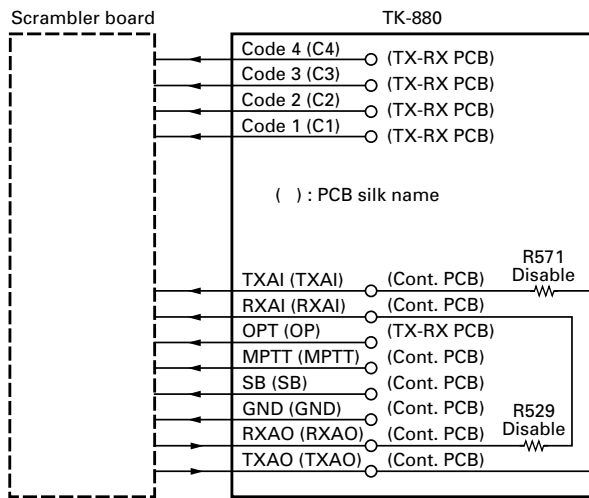 Scrambler board
TK-880
Code 4 (C4) (TX-RX PCB)
Code 3 (C3) (TX-RX PCB)
Code 2 (C2) (TX-RX PCB)
Code 1 (C1) (TX-RX PCB)
( ) : PCB silk name
R571
Disable
TXAI (TXAI) (Cont. PCB)
RXAI (RXAI) (Cont. PCB)
OPT (OP) (TX-RX PCB)
MPTT (MPTT) (Cont. PCB)
SB (SB) (Cont. PCB)
GND (GND) (Cont. PCB)
R529
Disable
RXAO (RXAO) (Cont. PCB)
TXAO (TXAO) (Cont. PCB)